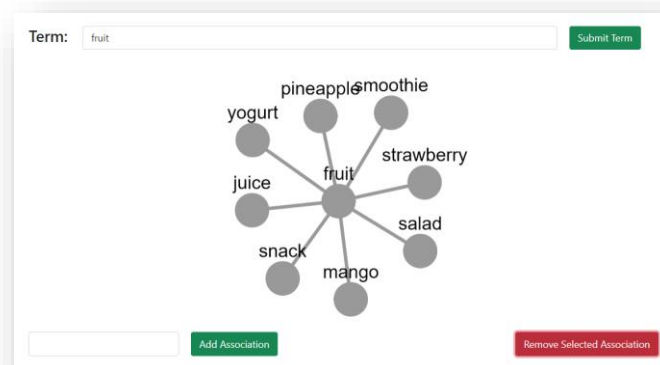 Term: fruit Submit Term
pineapple smoothie
yogurt
strawberry
fruit
juice
salad
snack
mango
Add Association Remove Selected Association